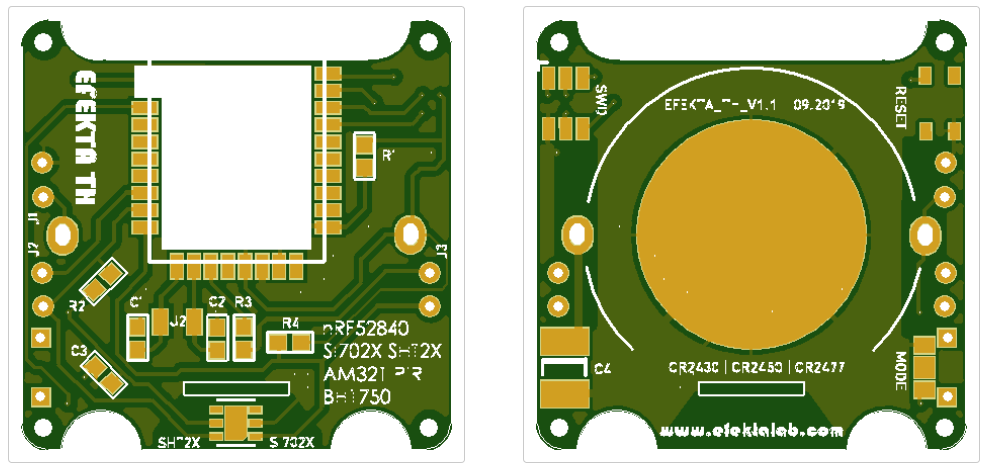 EFEKTA TH
R1
J1
J2
J3
R2
C1
J2
C2
R3
R4
C3
nRF52840
Si702X SHT2X
AM321 PIR
BH1750
SHT2X
Si702X
SWD
EFEKTA_TH_V1.1 09.2019
RESET
C4
CR2430 | CR2450 | CR2477
MODE
www.efektalab.com